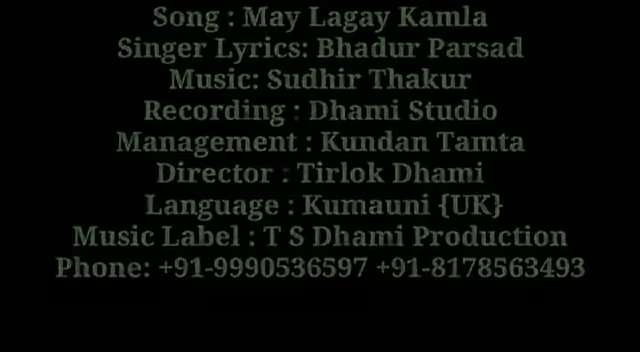 Song : May Lagay Kamla
Singer Lyrics: Bhadur Parsad
Music: Sudhir Thakur
Recording : Dhami Studio
Management : Kundan Tamta
Director : Tirlok Dhami
Language : Kumauni {UK}
Music Label : T S Dhami Production
Phone: +91-9990536597 +91-8178563493